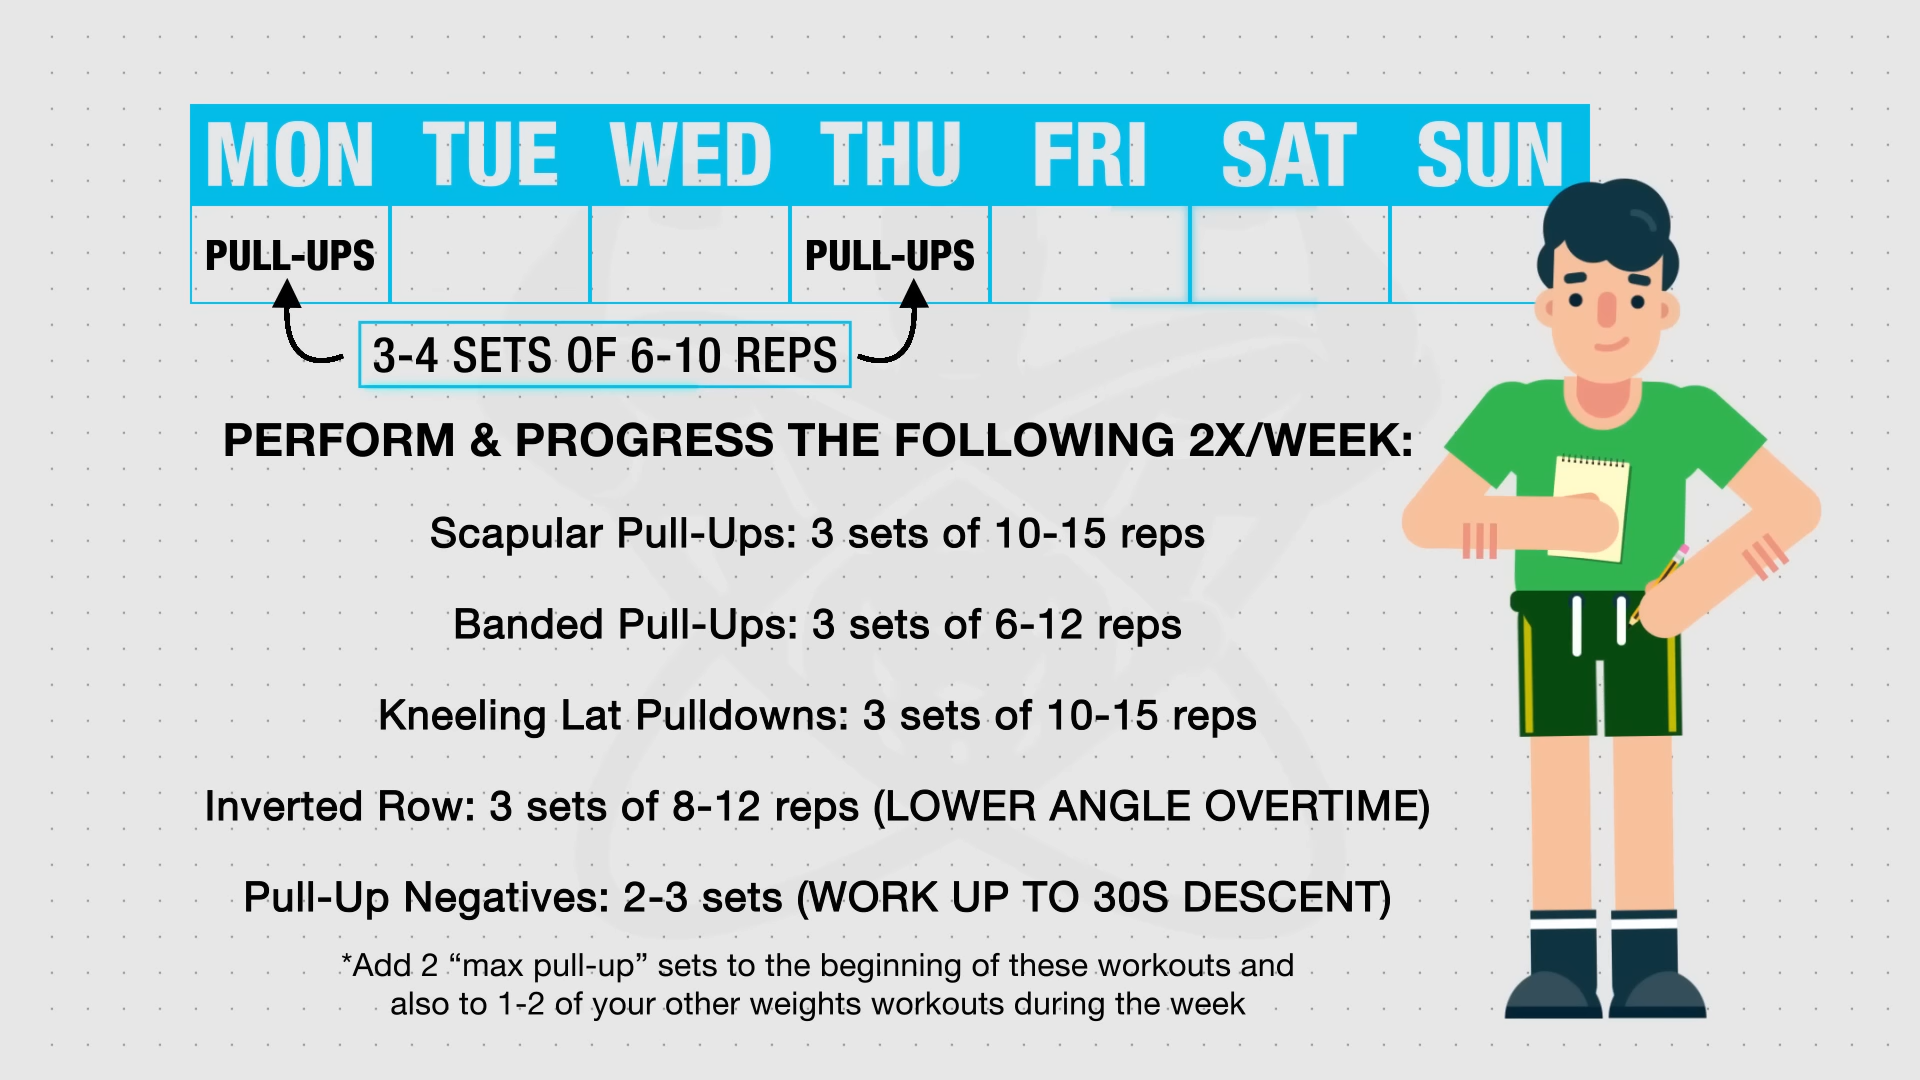 MON TUE WED THU FRI SAT SUN
PULL-UPS PULL-UPS
3-4 SETS OF 6-10 REPS
PERFORM & PROGRESS THE FOLLOWING 2X/WEEK:
Scapular Pull-Ups: 3 sets of 10-15 reps
Banded Pull-Ups: 3 sets of 6-12 reps
Kneeling Lat Pulldowns: 3 sets of 10-15 reps
Inverted Row: 3 sets of 8-12 reps (LOWER ANGLE OVERTIME)
Pull-Up Negatives: 2-3 sets (WORK UP TO 30S DESCENT)
*Add 2 “max pull-up” sets to the beginning of these workouts and
also to 1-2 of your other weights workouts during the week